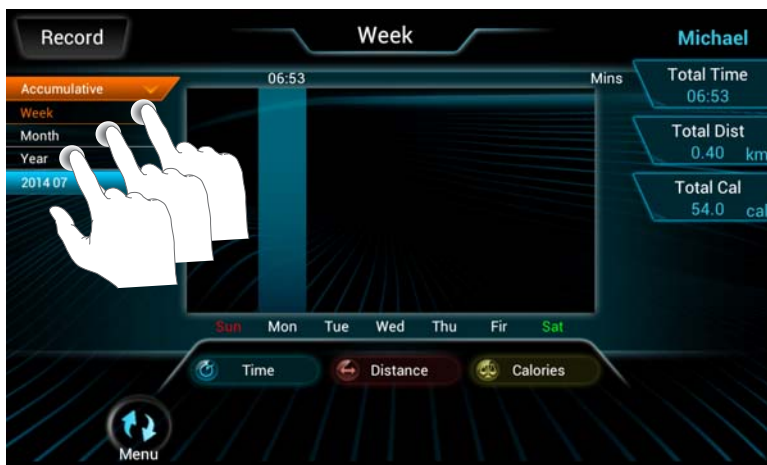 Record
Week
Michael
Accumulative
Week
Month
Year
2014 07
06:53
Mins
Total Time
06:53
Total Dist
0.40 km
Total Cal
54.0 cal
Sun Mon Tue Wed Thu Fir Sat
Time Distance Calories
Menu